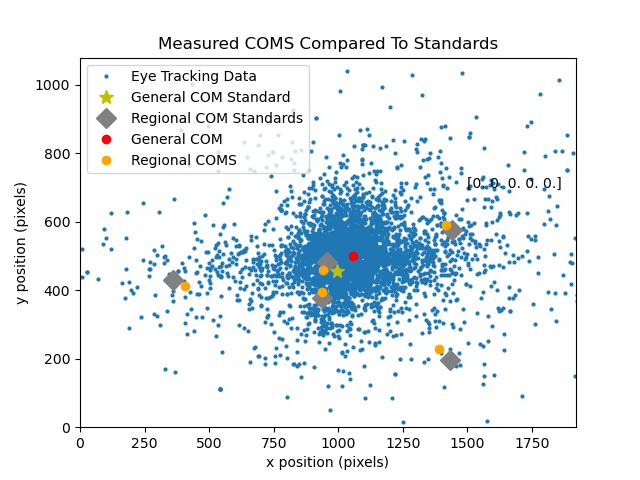 Measured COMS Compared To Standards
Eye Tracking Data
General COM Standard
Regional COM Standards
General COM
Regional COMS
[0. 0. 0. 0. 0.]
1000
800
600
400
200
0
y position (pixels)
0 250 500 750 1000 1250 1500 1750
x position (pixels)